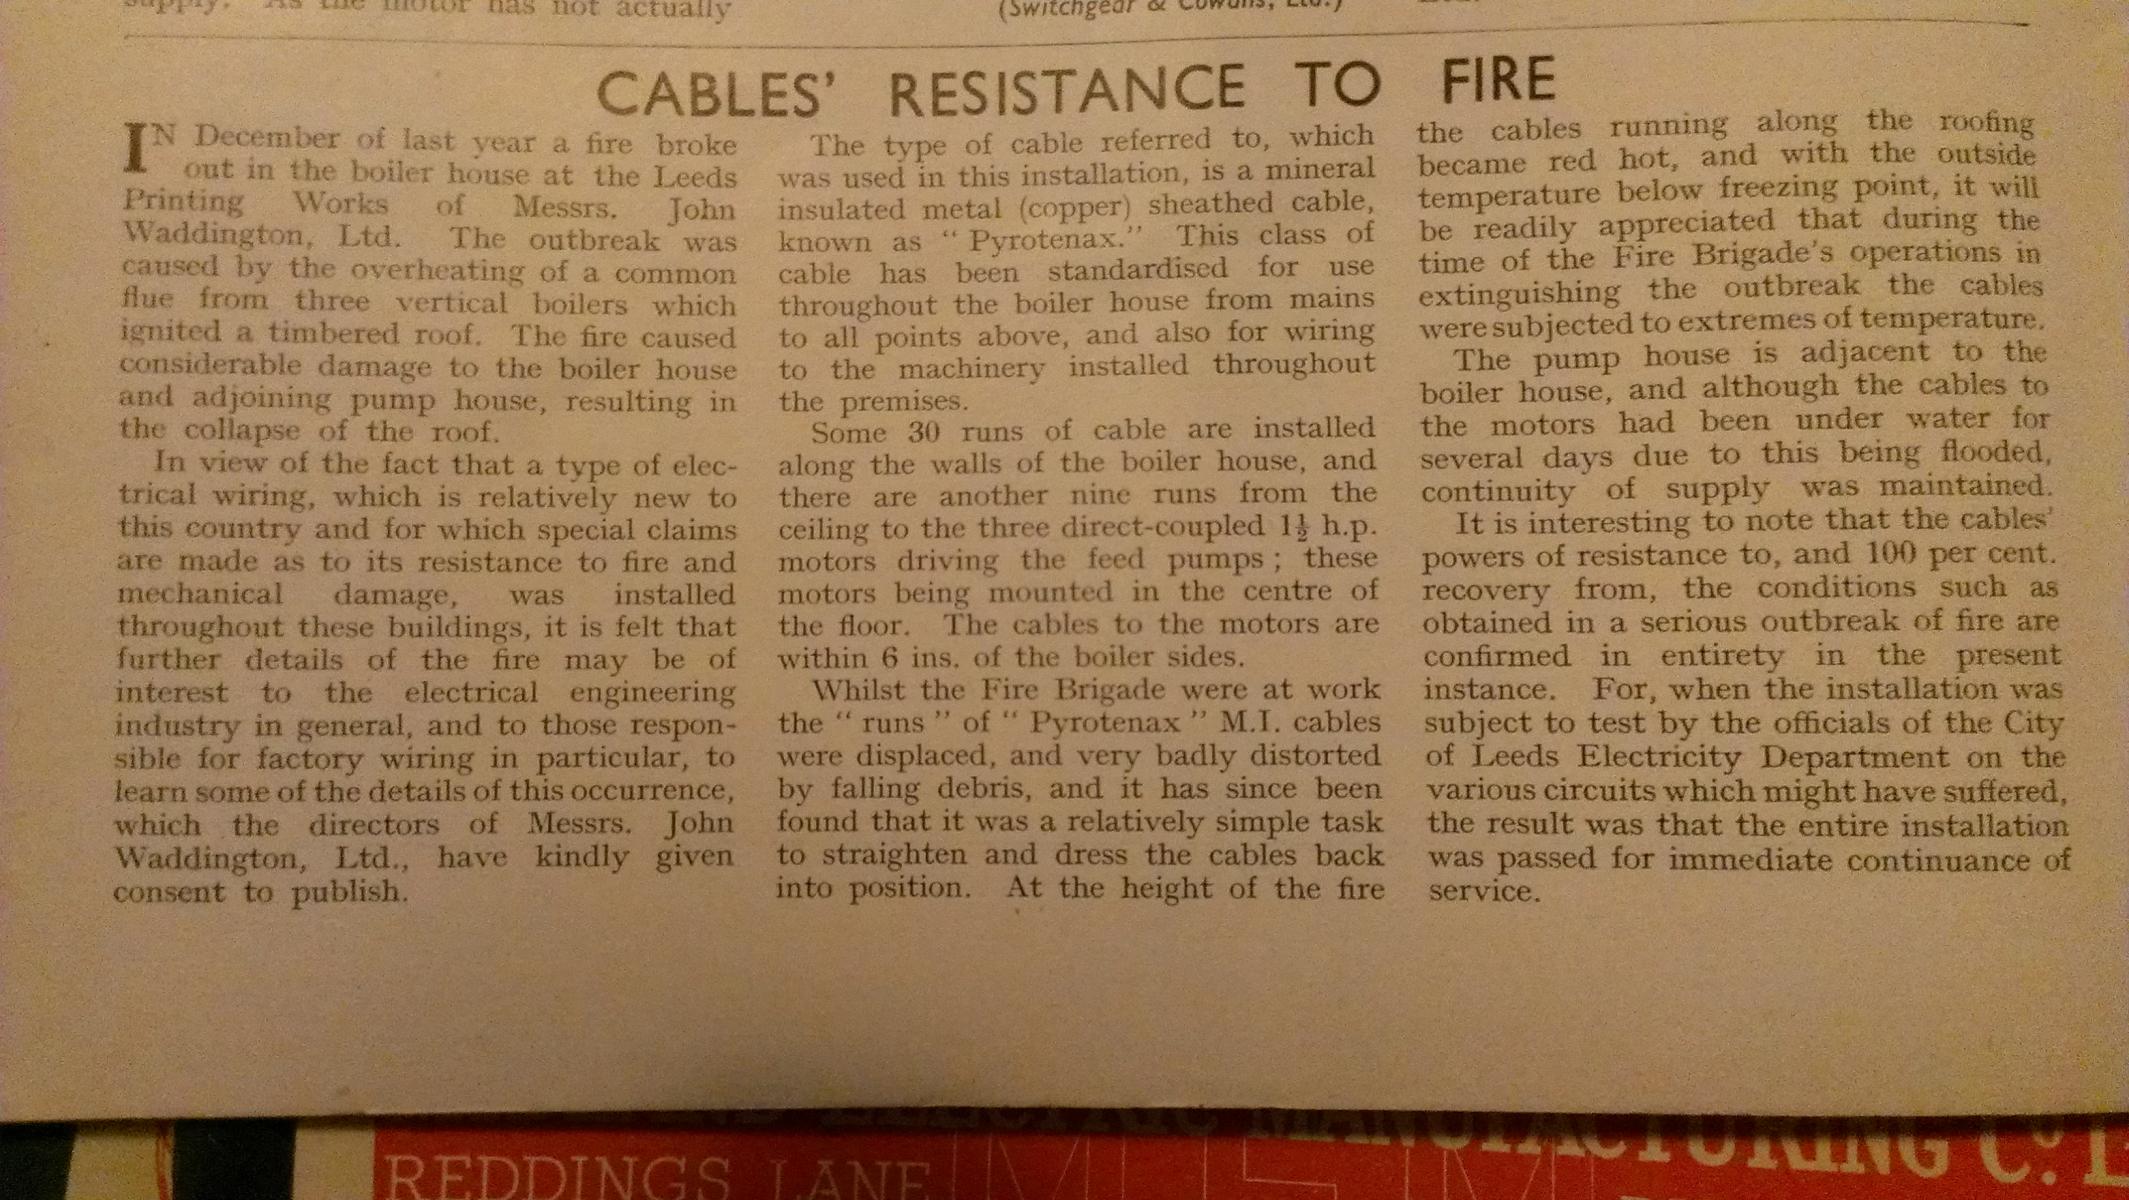 supply. As the motor has not actually
(Switchgear & Cowans, Ltd.)
CABLES' RESISTANCE TO FIRE
IN December of last year a fire broke
out in the boiler house at the Leeds
Printing Works of Messrs. John
Waddington, Ltd. The outbreak was
caused by the overheating of a common
flue from three vertical boilers which
ignited a timbered roof. The fire caused
considerable damage to the boiler house
and adjoining pump house, resulting in
the collapse of the roof.
In view of the fact that a type of elec-
trical wiring, which is relatively new to
this country and for which special claims
are made as to its resistance to fire and
mechanical damage, was installed
throughout these buildings, it is felt that
further details of the fire may be of
interest to the electrical engineering
industry in general, and to those respon-
sible for factory wiring in particular, to
learn some of the details of this occurrence,
which the directors of Messrs. John
Waddington, Ltd., have kindly given
consent to publish.
The type of cable referred to, which
was used in this installation, is a mineral
insulated metal (copper) sheathed cable,
known as “ Pyrotenax.” This class of
cable has been standardised for use
throughout the boiler house from mains
to all points above, and also for wiring
to the machinery installed throughout
the premises.
Some 30 runs of cable are installed
along the walls of the boiler house, and
there are another nine runs from the
ceiling to the three direct-coupled 1½ h.p.
motors driving the feed pumps ; these
motors being mounted in the centre of
the floor. The cables to the motors are
within 6 ins. of the boiler sides.
Whilst the Fire Brigade were at work
the “ runs ” of “ Pyrotenax ” M.I. cables
were displaced, and very badly distorted
by falling debris, and it has since been
found that it was a relatively simple task
to straighten and dress the cables back
into position. At the height of the fire
the cables running along the roofing
became red hot, and with the outside
temperature below freezing point, it will
be readily appreciated that during the
time of the Fire Brigade's operations in
extinguishing the outbreak the cables
were subjected to extremes of temperature.
The pump house is adjacent to the
boiler house, and although the cables to
the motors had been under water for
several days due to this being flooded,
continuity of supply was maintained.
It is interesting to note that the cables'
powers of resistance to, and 100 per cent.
recovery from, the conditions such as
obtained in a serious outbreak of fire are
confirmed in entirety in the present
instance. For, when the installation was
subject to test by the officials of the City
of Leeds Electricity Department on the
various circuits which might have suffered,
the result was that the entire installation
was passed for immediate continuance of
service.
ELECTRIC MANUFACTURING Co.
REDDINGS LANE